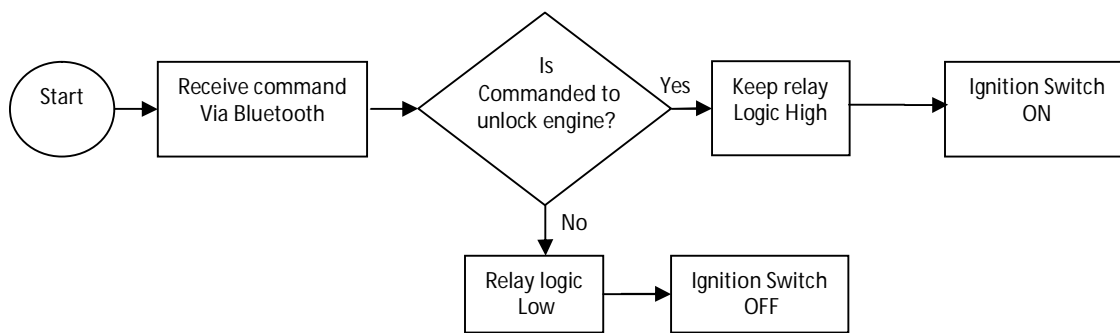 Start
Receive command
Via Bluetooth
Is
Commanded to
unlock engine?
Yes
Keep relay
Logic High
Ignition Switch
ON
No
Relay logic
Low
Ignition Switch
OFF